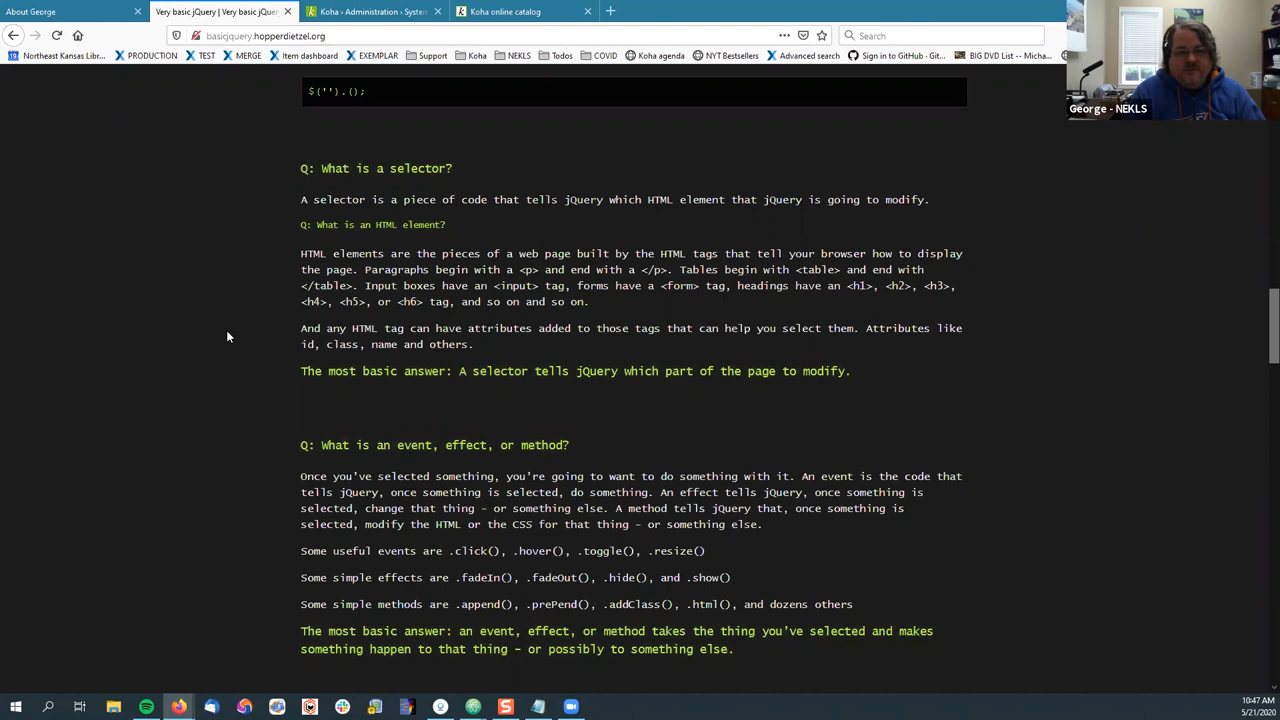 About George
Very basic jQuery | Very basic jQue
Koha › Administration › System
Koha online catalog
basicjquery.hopperdietzel.org
Search
Northeast Kansas Libr...
PRODUCTION
TEST
MERGE
Item dashboard
EXEMPLAR
Support
Koha
NEKLS
Todos
COVID
Koha agenda
NEKLS Newsletters
Advanced search
Sign in to GitHub · Git...
BIG DVD List -- Micha...
George - NEKLS
$('').();
Q: What is a selector?
A selector is a piece of code that tells jQuery which HTML element that jQuery is going to modify.
Q: What is an HTML element?
HTML elements are the pieces of a web page built by the HTML tags that tell your browser how to display
the page. Paragraphs begin with a <p> and end with a </p>. Tables begin with <table> and end with
</table>. Input boxes have an <input> tag, forms have a <form> tag, headings have an <h1>, <h2>, <h3>,
<h4>, <h5>, or <h6> tag, and so on and so on.
And any HTML tag can have attributes added to those tags that can help you select them. Attributes like
id, class, name and others.
The most basic answer: A selector tells jQuery which part of the page to modify.
Q: What is an event, effect, or method?
Once you've selected something, you're going to want to do something with it. An event is the code that
tells jQuery, once something is selected, do something. An effect tells jQuery, once something is
selected, change that thing - or something else. A method tells jQuery that, once something is
selected, modify the HTML or the CSS for that thing - or something else.
Some useful events are .click(), .hover(), .toggle(), .resize()
Some simple effects are .fadeIn(), .fadeOut(), .hide(), and .show()
Some simple methods are .append(), .prePend(), .addClass(), .html(), and dozens others
The most basic answer: an event, effect, or method takes the thing you've selected and makes
something happen to that thing - or possibly to something else.
10:47 AM
5/21/2020